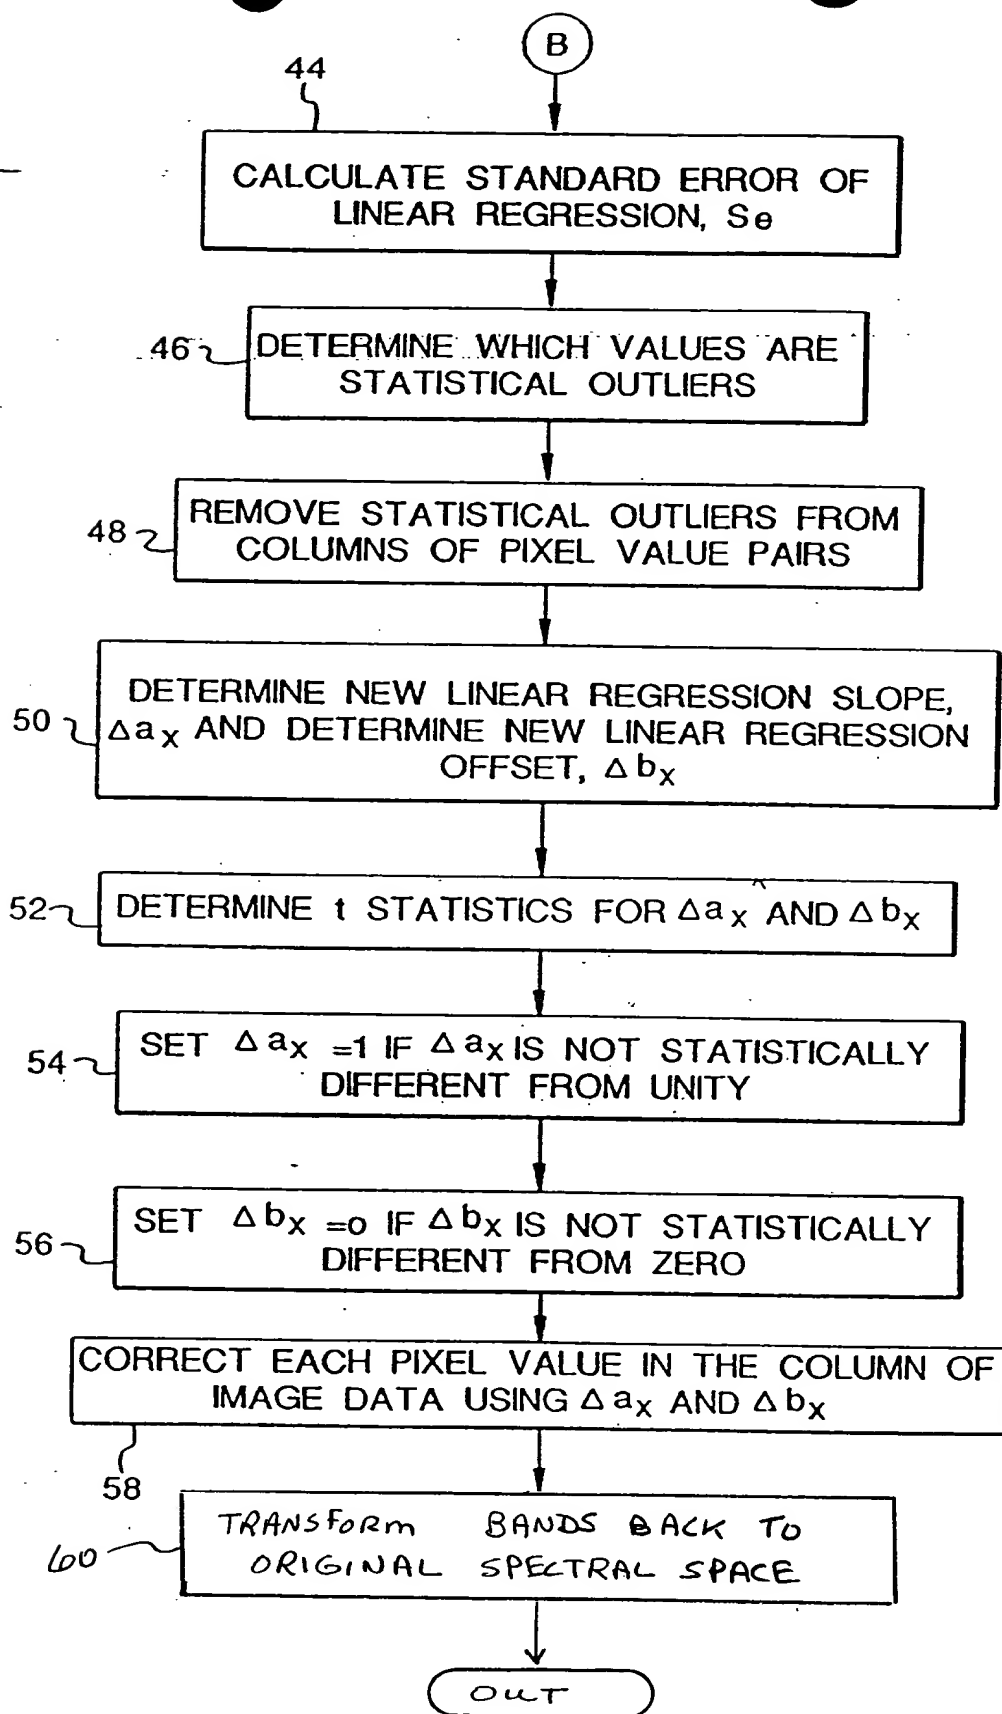 B
44
CALCULATE STANDARD ERROR OF
LINEAR REGRESSION, Se
46
DETERMINE WHICH VALUES ARE
STATISTICAL OUTLIERS
48
REMOVE STATISTICAL OUTLIERS FROM
COLUMNS OF PIXEL VALUE PAIRS
50
DETERMINE NEW LINEAR REGRESSION SLOPE,
Δax AND DETERMINE NEW LINEAR REGRESSION
OFFSET, Δbx
52
DETERMINE t STATISTICS FOR Δax AND Δbx
54
SET Δax =1 IF Δax IS NOT STATISTICALLY
DIFFERENT FROM UNITY
56
SET Δbx =0 IF Δbx IS NOT STATISTICALLY
DIFFERENT FROM ZERO
CORRECT EACH PIXEL VALUE IN THE COLUMN OF
IMAGE DATA USING Δax AND Δbx
58
60
TRANSFORM BANDS BACK TO
ORIGINAL SPECTRAL SPACE
OUT